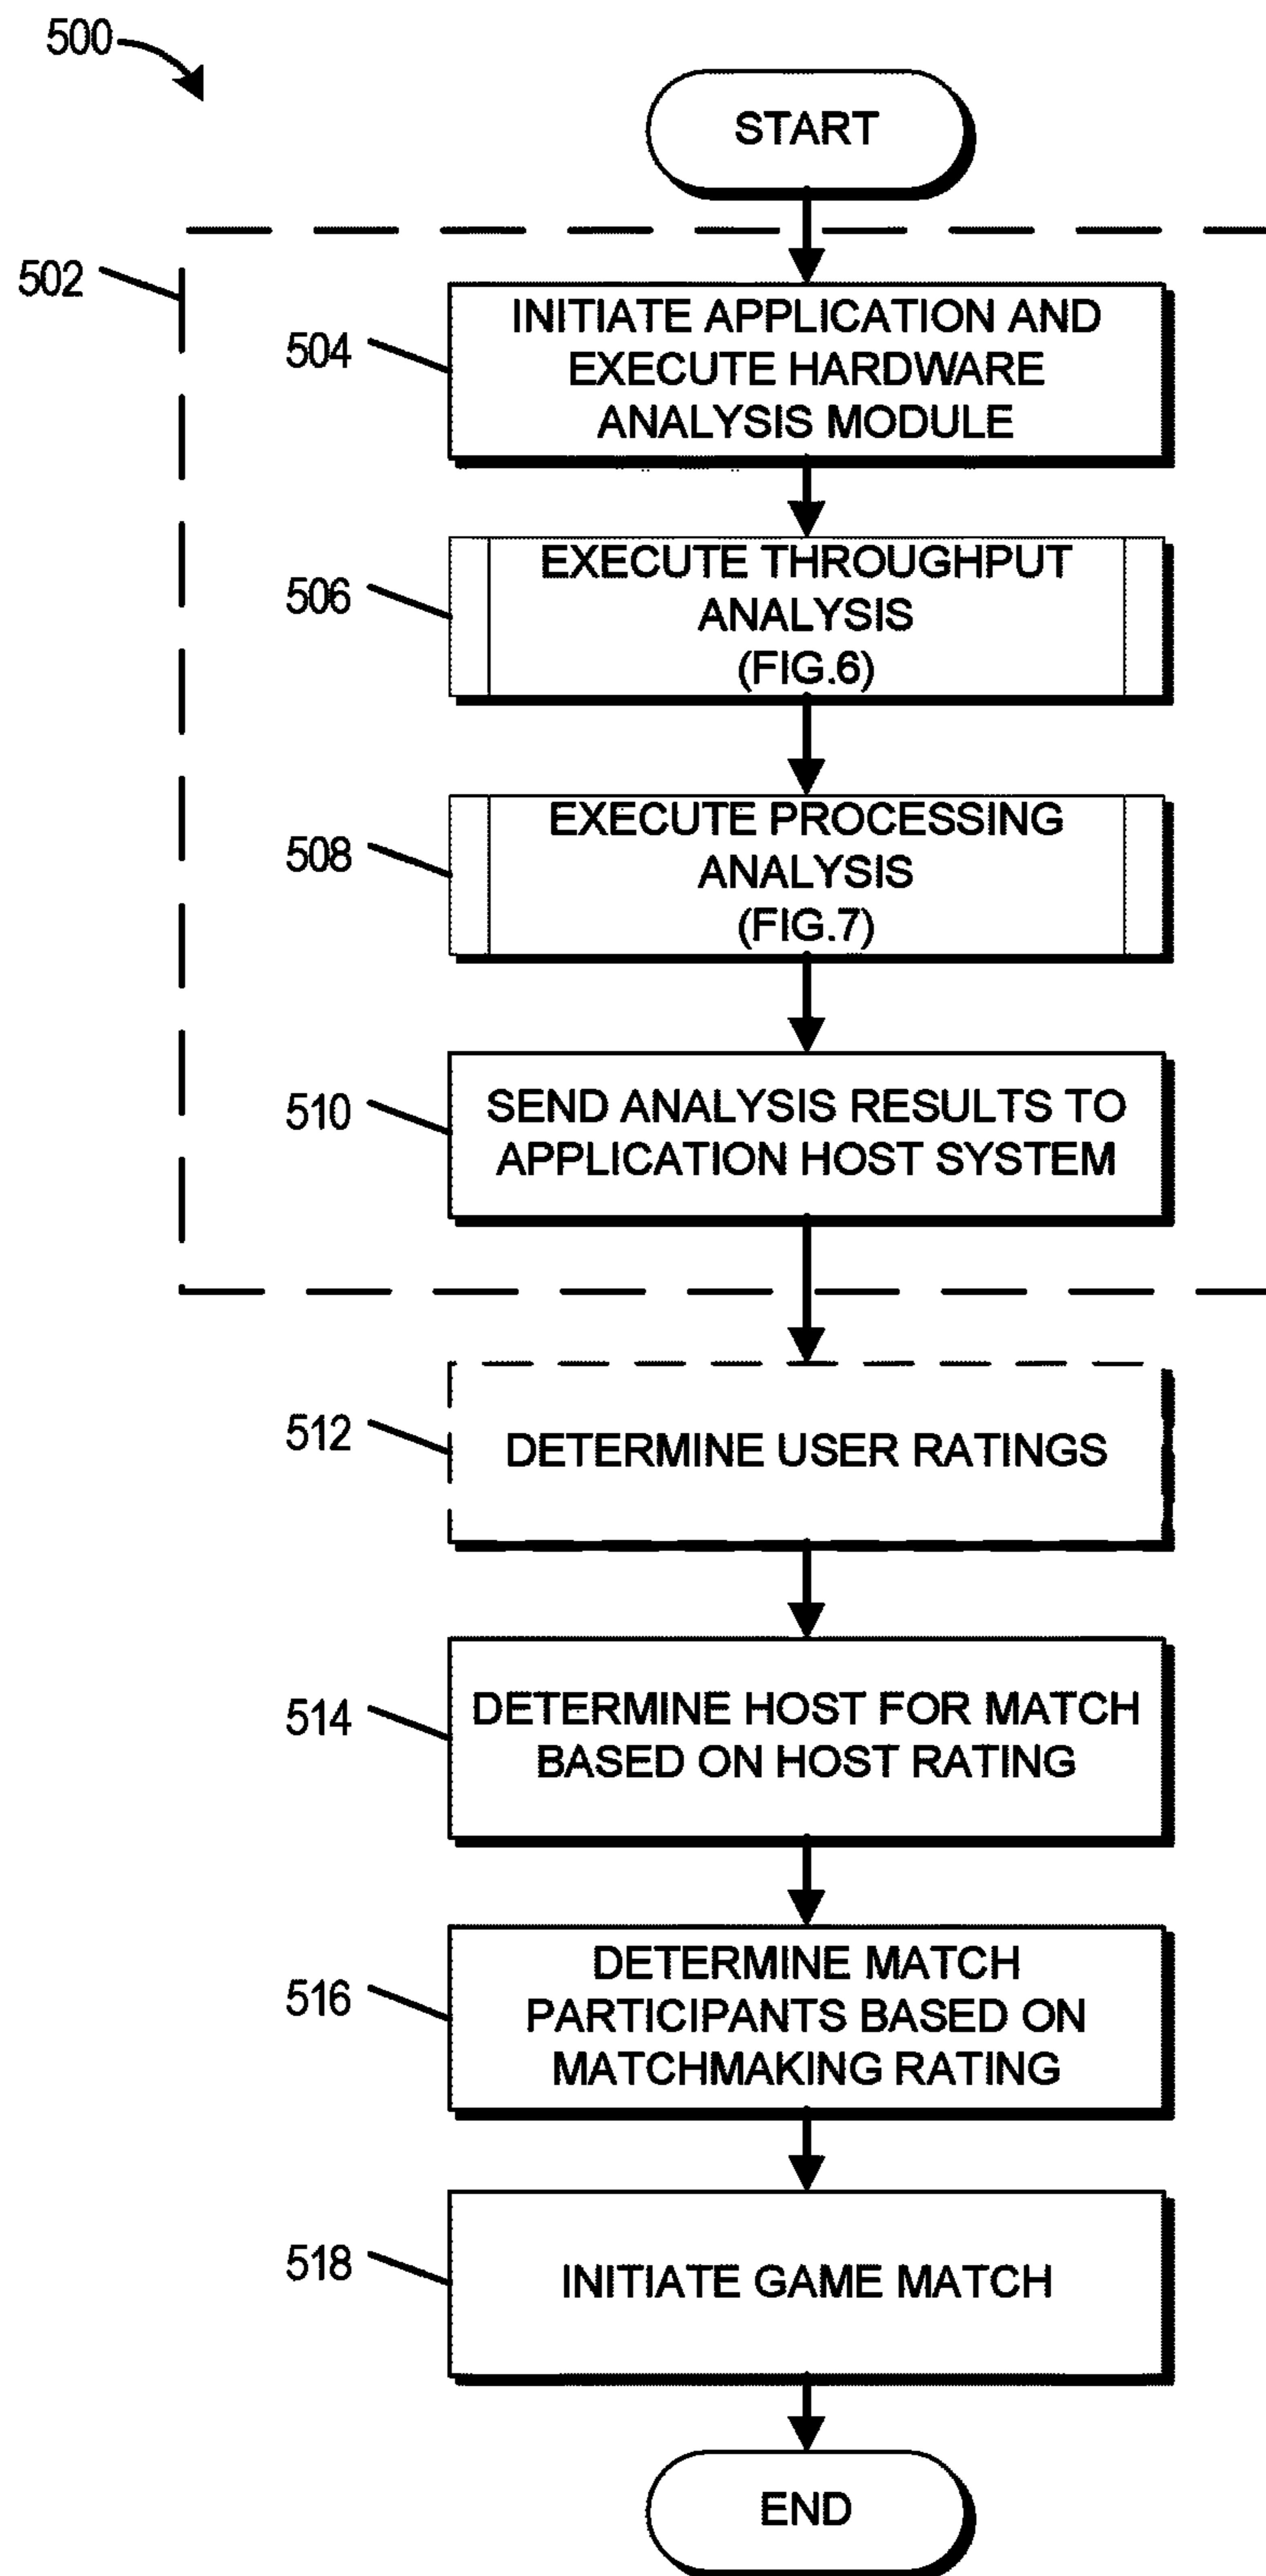 500
START
502
504
INITIATE APPLICATION AND
EXECUTE HARDWARE
ANALYSIS MODULE
506
EXECUTE THROUGHPUT
ANALYSIS
(FIG.6)
508
EXECUTE PROCESSING
ANALYSIS
(FIG.7)
510
SEND ANALYSIS RESULTS TO
APPLICATION HOST SYSTEM
512
DETERMINE USER RATINGS
514
DETERMINE HOST FOR MATCH
BASED ON HOST RATING
516
DETERMINE MATCH
PARTICIPANTS BASED ON
MATCHMAKING RATING
518
INITIATE GAME MATCH
END